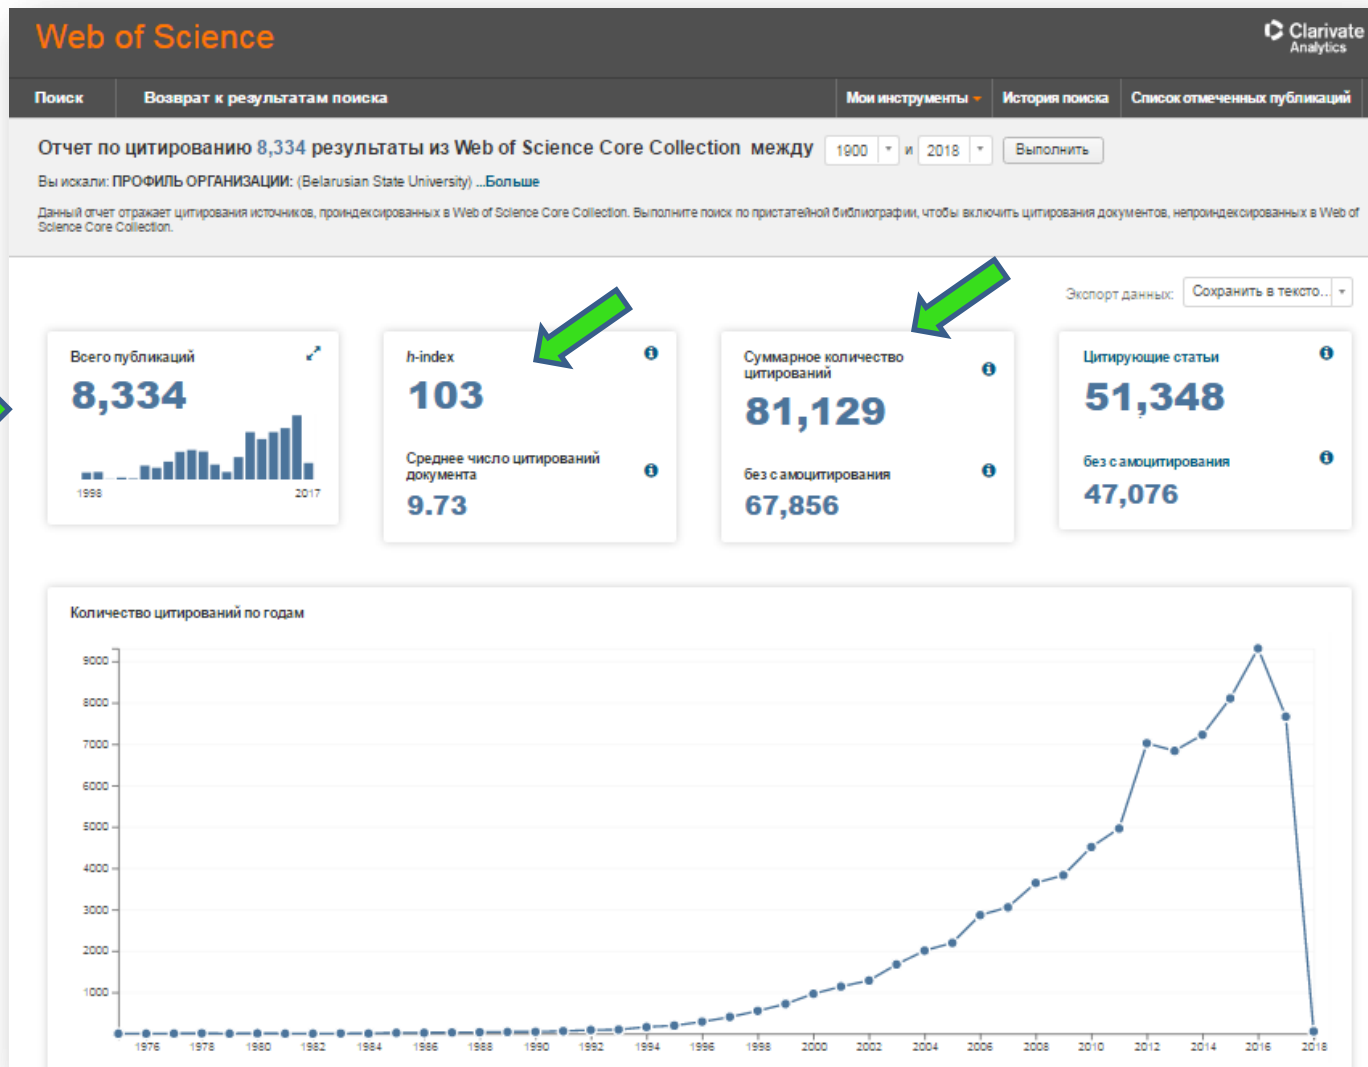 Web of Science
Clarivate
Analytics
Поиск Возврат к результатам поиска Мои инструменты История поиска Список отмеченных публикаций
Отчет по цитированию 8,334 результаты из Web of Science Core Collection между 1900 и 2018 Выполнить
Вы искали: ПРОФИЛЬ ОРГАНИЗАЦИИ: (Belarusian State University) ...Больше
Данный отчет отражает цитирования источников, проиндексированных в Web of Science Core Collection. Выполните поиск по пристатейной библиографии, чтобы включить цитирования документов, непроиндексированных в Web of
Science Core Collection.
Экспорт данных: Сохранить в тексто...
Всего публикаций
8,334
1998 2017
h-index
103
Среднее число цитирований
документа
9.73
Суммарное количество
цитирований
81,129
без самоцитирования
67,856
Цитирующие статьи
51,348
без самоцитирования
47,076
Количество цитирований по годам
9000
8000
7000
6000
5000
4000
3000
2000
1000
1976 1978 1980 1982 1984 1986 1988 1990 1992 1994 1996 1998 2000 2002 2004 2006 2008 2010 2012 2014 2016 2018